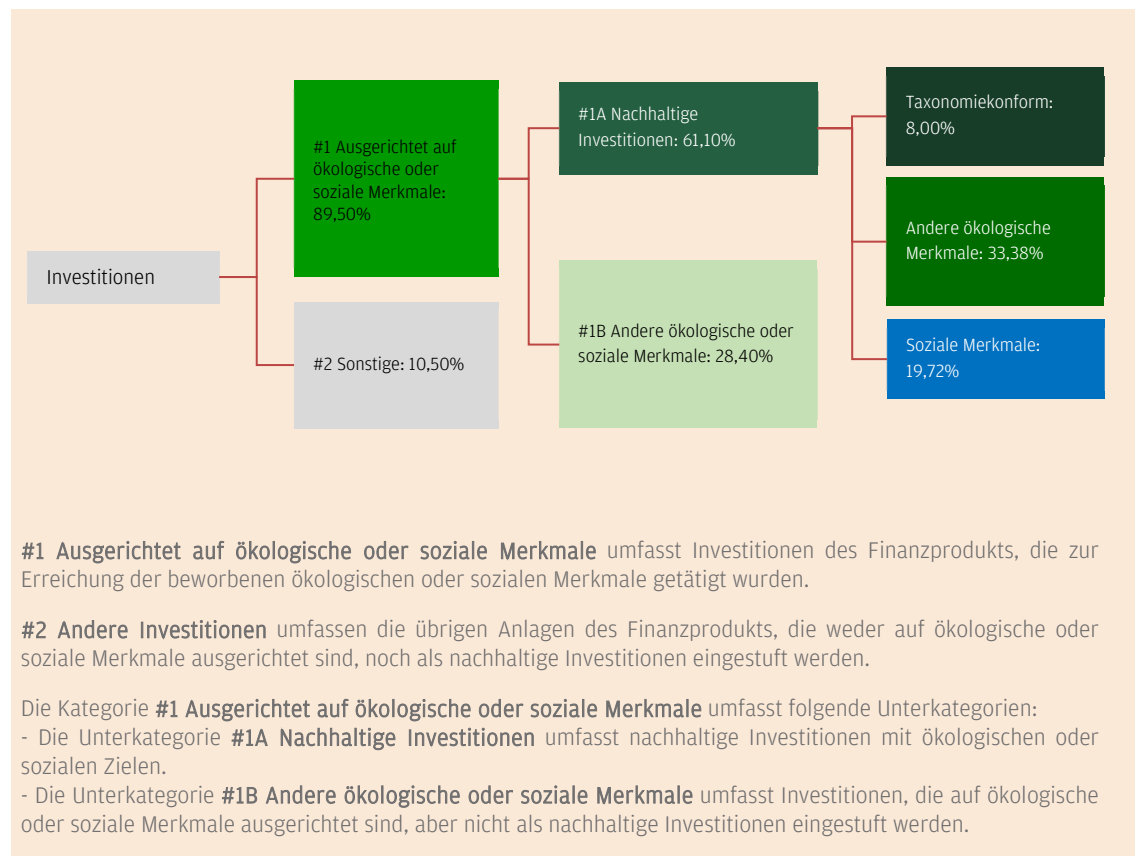 Investitionen
#1 Ausgerichtet auf
ökologische oder
soziale Merkmale:
89,50%
#2 Sonstige: 10,50%
#1A Nachhaltige
Investitionen: 61,10%
#1B Andere ökologische oder
soziale Merkmale: 28,40%
Taxonomiekonform:
8,00%
Andere ökologische
Merkmale: 33,38%
Soziale Merkmale:
19,72%
#1 Ausgerichtet auf ökologische oder soziale Merkmale umfasst Investitionen des Finanzprodukts, die zur
Erreichung der beworbenen ökologischen oder sozialen Merkmale getätigt wurden.
#2 Andere Investitionen umfassen die übrigen Anlagen des Finanzprodukts, die weder auf ökologische oder
soziale Merkmale ausgerichtet sind, noch als nachhaltige Investitionen eingestuft werden.
Die Kategorie #1 Ausgerichtet auf ökologische oder soziale Merkmale umfasst folgende Unterkategorien:
- Die Unterkategorie #1A Nachhaltige Investitionen umfasst nachhaltige Investitionen mit ökologischen oder
sozialen Zielen.
- Die Unterkategorie #1B Andere ökologische oder soziale Merkmale umfasst Investitionen, die auf ökologische
oder soziale Merkmale ausgerichtet sind, aber nicht als nachhaltige Investitionen eingestuft werden.